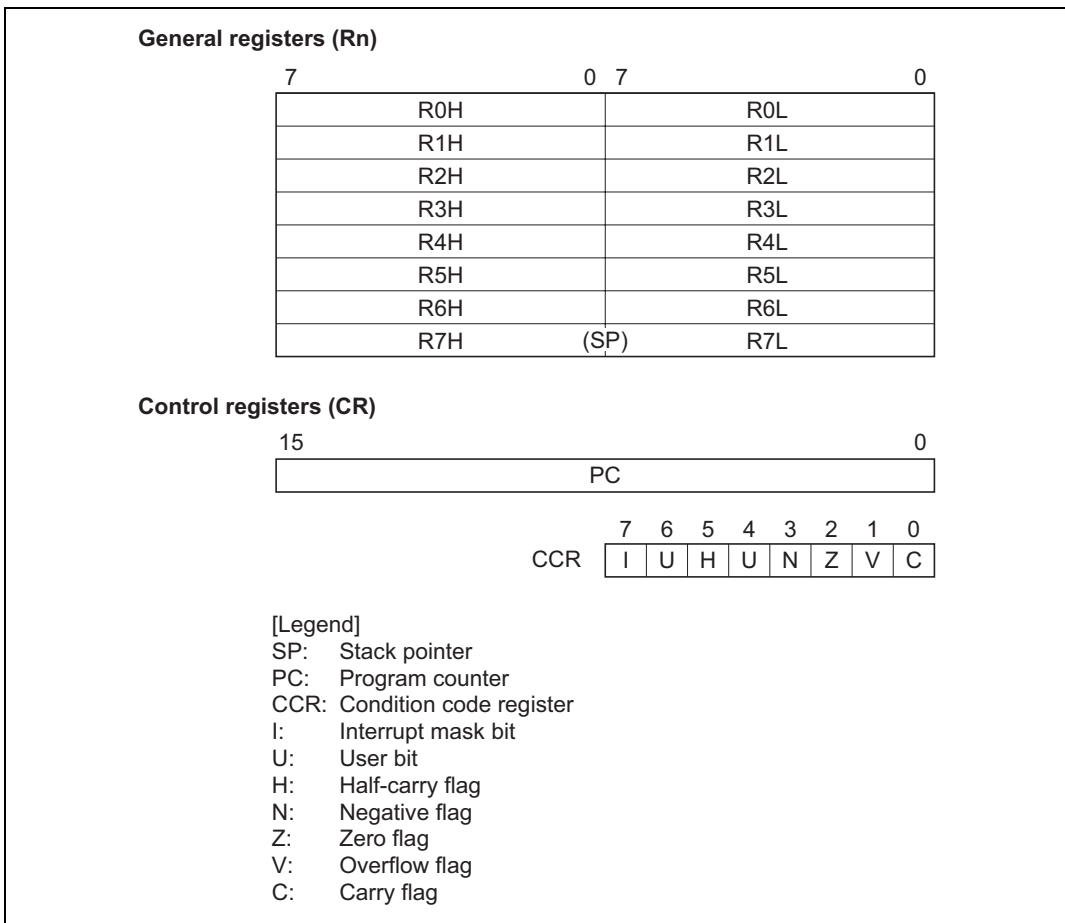 General registers (Rn)
7 0 7 0
R0H R0L
R1H R1L
R2H R2L
R3H R3L
R4H R4L
R5H R5L
R6H R6L
R7H (SP) R7L
Control registers (CR)
15 0
PC
7 6 5 4 3 2 1 0
CCR I U H U N Z V C
[Legend]
SP: Stack pointer
PC: Program counter
CCR: Condition code register
I: Interrupt mask bit
U: User bit
H: Half-carry flag
N: Negative flag
Z: Zero flag
V: Overflow flag
C: Carry flag